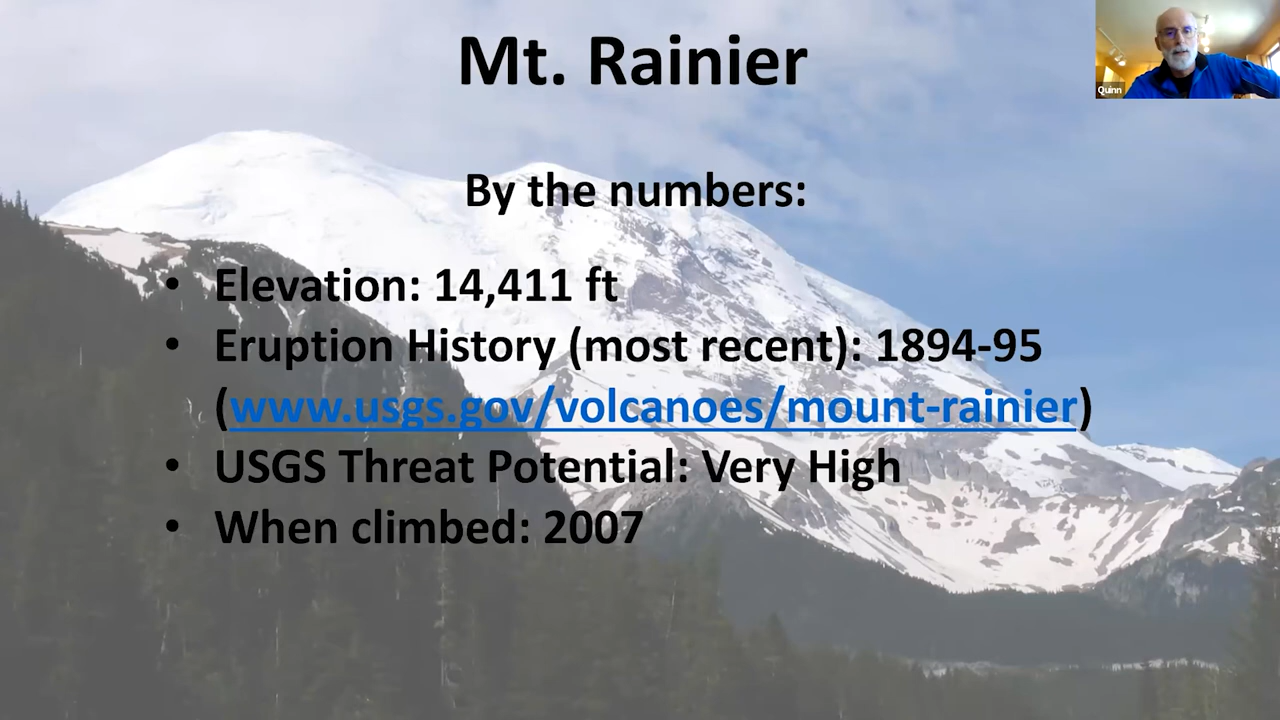 Mt. Rainier
Quinn
By the numbers:
• Elevation: 14,411 ft
• Eruption History (most recent): 1894-95
(www.usgs.gov/volcanoes/mount-rainier)
• USGS Threat Potential: Very High
• When climbed: 2007